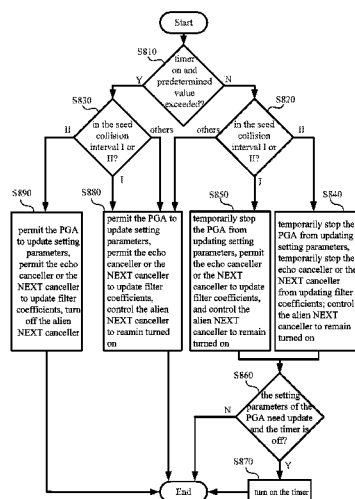 Start
S810
timer
on and
predetermined
value
exceeded?
Y
N
S830
S820
in the seed
collision
interval I or
II?
II
others
I
in the seed
collision
interval I or
II?
others
II
I
S890
S880
S850
S840
permit the PGA
to update setting
parameters,
permit the echo
canceller or the
NEXT canceller
to update filter
coefficients, turn
off the alien
NEXT canceller
permit the PGA to
update setting
parameters,
permit the echo
canceller or the
NEXT canceller to
update filter
coefficients,
control the alien
NEXT canceller
to reamin turned
on
temporarily stop
the PGA from
updating setting
parameters, permit
the echo canceller
or the NEXT
canceller to update
filter coefficients,
and control the
alien NEXT
canceller to remain
turned on
temporarily stop the
PGA from updating
setting parameters,
temporarily stop the
echo canceller or the
NEXT canceller
from updating filter
coefficients; control
the alien NEXT
canceller to remain
turned on
S860
the setting
parameters of the
PGA need update
and the timer is
off?
N
Y
S870
turn on the timer
End